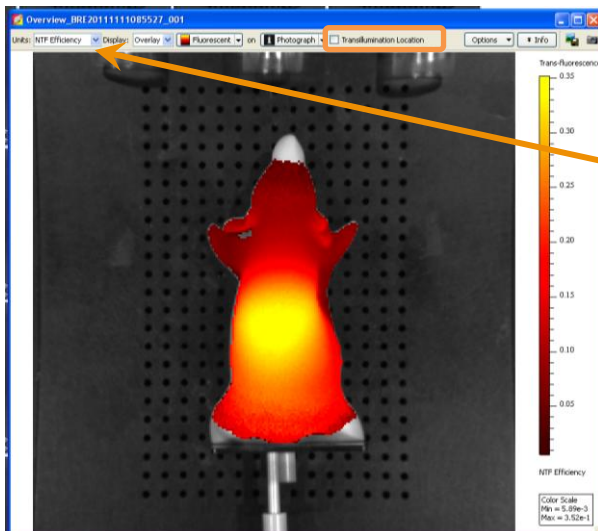 Overview_BRE20111111085527_001
Units: NTF Efficiency Display: Overlay Fluorescent on Photograph Transillumination Location Options Info
Trans-fluorescence
0.35
0.30
0.25
0.20
0.15
0.10
0.05
NTF Efficiency
Color Scale
Min = 5.89e-3
Max = 3.52e-1